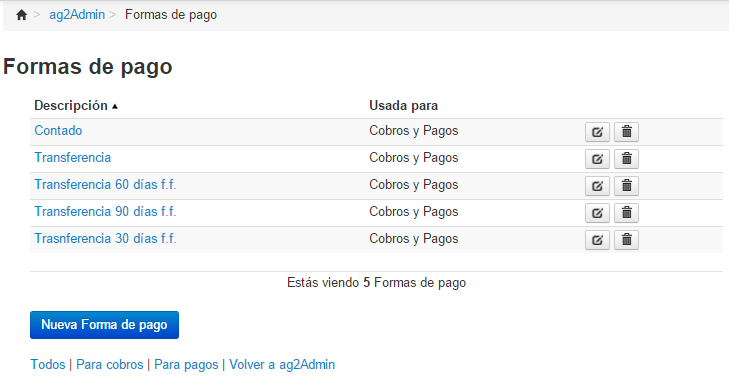 > ag2Admin > Formas de pago
Formas de pago
Descripción ▲ Usada para
Contado Cobros y Pagos
Transferencia Cobros y Pagos
Transferencia 60 días f.f. Cobros y Pagos
Transferencia 90 días f.f. Cobros y Pagos
Trasnferencia 30 días f.f. Cobros y Pagos
Estás viendo 5 Formas de pago
Nueva Forma de pago
Todos | Para cobros | Para pagos | Volver a ag2Admin